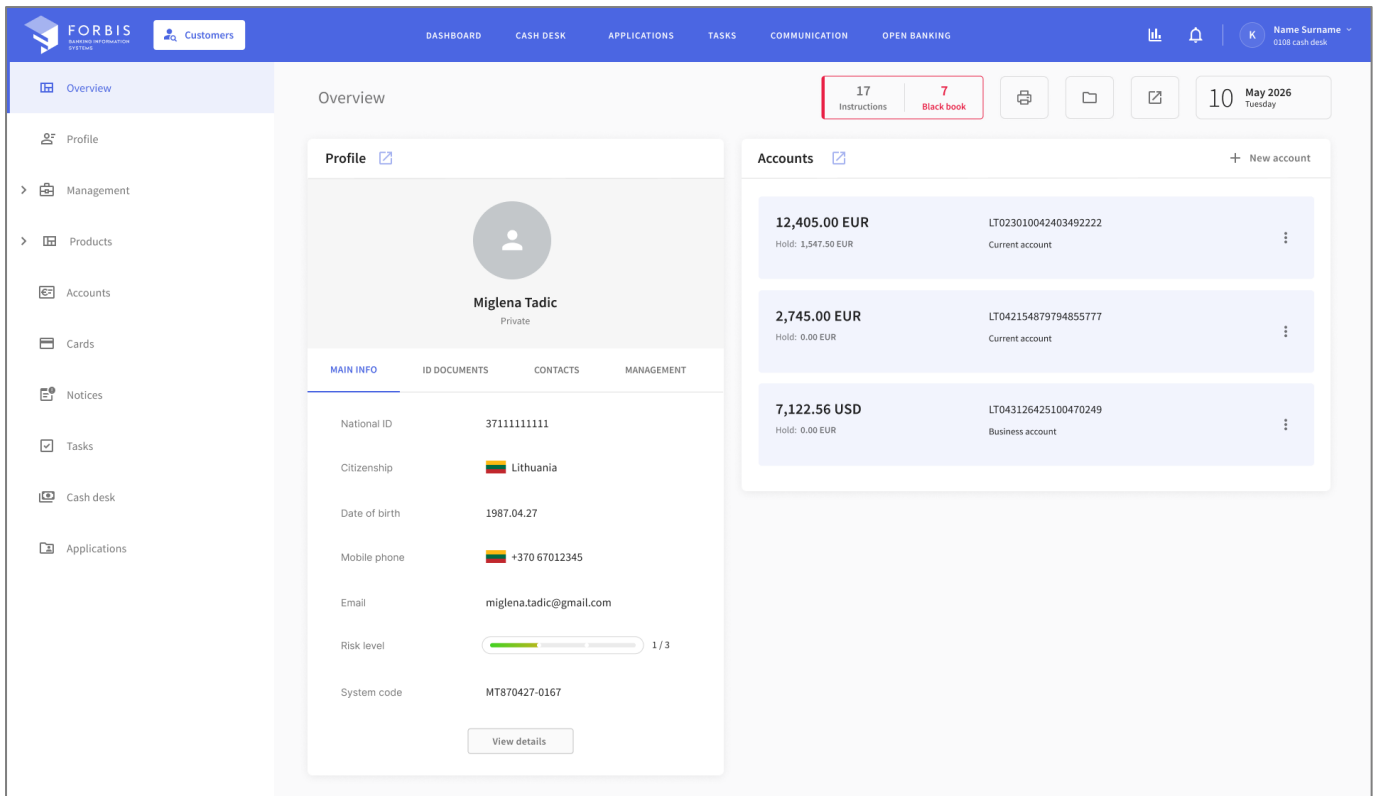 FORBIS
BANKING INFORMATION
SYSTEMS
Customers
DASHBOARD CASH DESK APPLICATIONS TASKS COMMUNICATION OPEN BANKING
K
Name Surname
0108 cash desk
Overview
Profile
Management
Products
Accounts
Cards
Notices
Tasks
Cash desk
Applications
Overview
17
Instructions
7
Black book
10
May 2026
Tuesday
Profile
Miglena Tadic
Private
MAIN INFO ID DOCUMENTS CONTACTS MANAGEMENT
National ID 37111111111
Citizenship Lithuania
Date of birth 1987.04.27
Mobile phone +370 67012345
Email miglena.tadic@gmail.com
Risk level 1 / 3
System code MT870427-0167
View details
Accounts + New account
12,405.00 EUR LT023010042403492222
Hold: 1,547.50 EUR Current account
2,745.00 EUR LT042154879794855777
Hold: 0.00 EUR Current account
7,122.56 USD LT043126425100470249
Hold: 0.00 EUR Business account